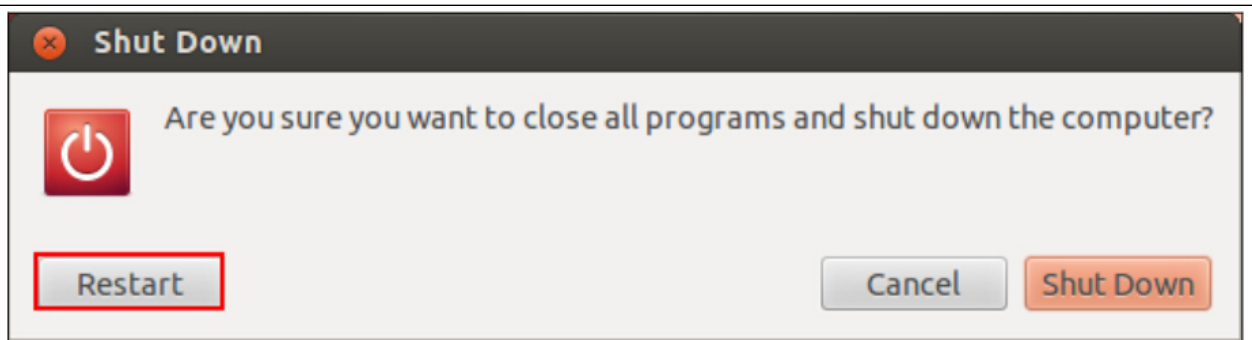 Shut Down
Are you sure you want to close all programs and shut down the computer?
Restart
Cancel
Shut Down